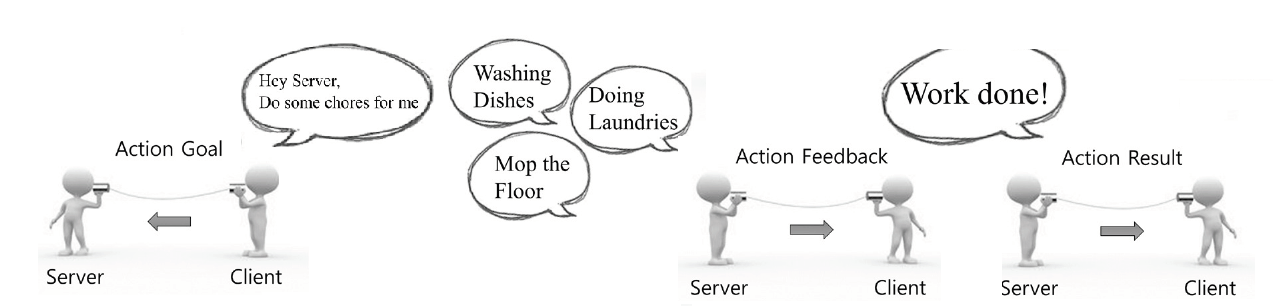 Hey Server,
Do some chores for me
Action Goal
Server
Client
Washing
Dishes
Doing
Laundries
Mop the
Floor
Action Feedback
Server
Client
Work done!
Action Result
Server
Client